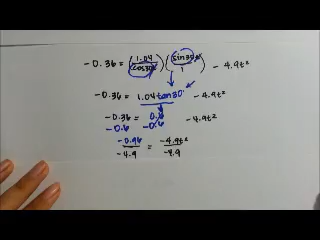 -0.36 = (1.04/cos30°)(sin30°/1) - 4.9t²
-0.36 = 1.04tan30° - 4.9t²
-0.36 = 0.6 - 4.9t²
-0.6 -0.6
-0.96/-4.9 = -4.9t²/-4.9